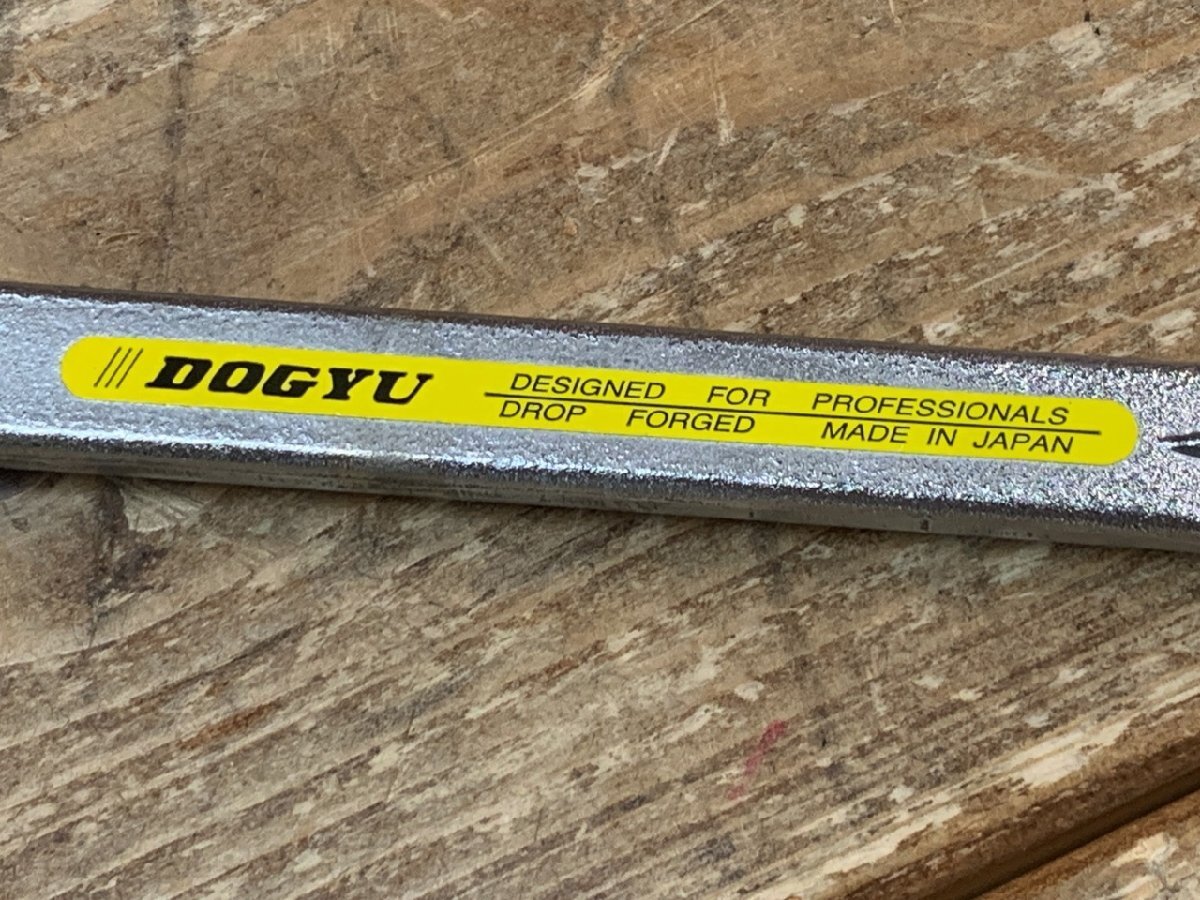 DOGYU
DESIGNED FOR PROFESSIONALS
DROP FORGED MADE IN JAPAN